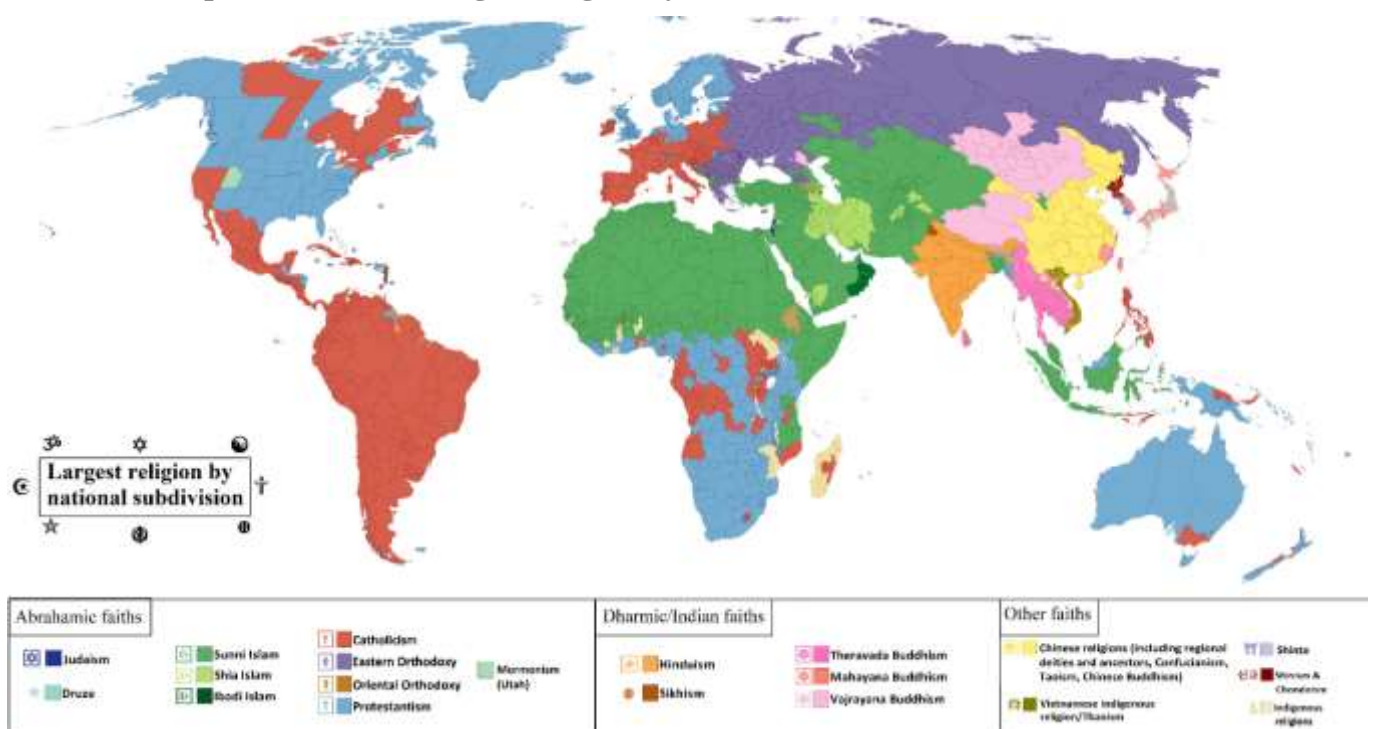 Largest religion by
national subdivision
Abrahamic faiths
Judaism
Druze
Sunni Islam
Shia Islam
Ibadi Islam
Catholicism
Eastern Orthodoxy
Oriental Orthodoxy
Protestantism
Mormonism
(Utah)
Dharmic/Indian faiths
Hinduism
Sikhism
Theravada Buddhism
Mahayana Buddhism
Vajrayana Buddhism
Other faiths
Chinese religions (including regional
deities and ancestors, Confucianism,
Taoism, Chinese Buddhism)
Vietnamese indigenous
religion/
Shinto
&
Indigenous
religions